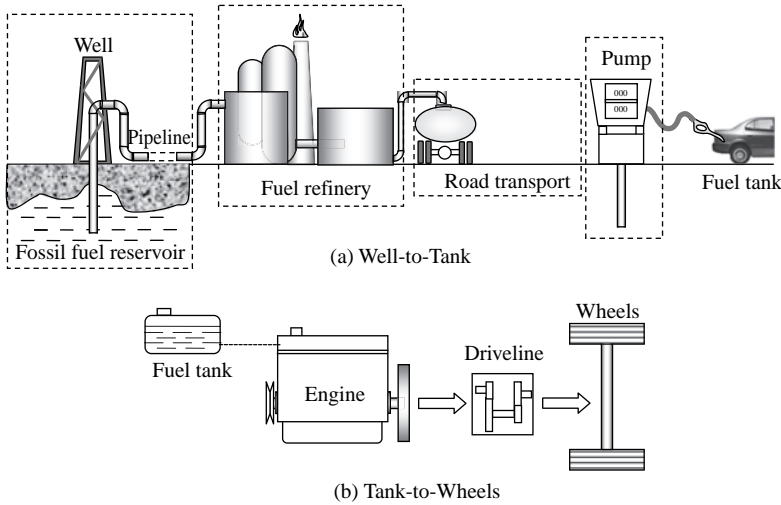 Well
Pipeline
Fossil fuel reservoir
Fuel refinery
Road transport
Pump
000
000
Fuel tank
(a) Well-to-Tank
Fuel tank
Engine
Driveline
Wheels
(b) Tank-to-Wheels